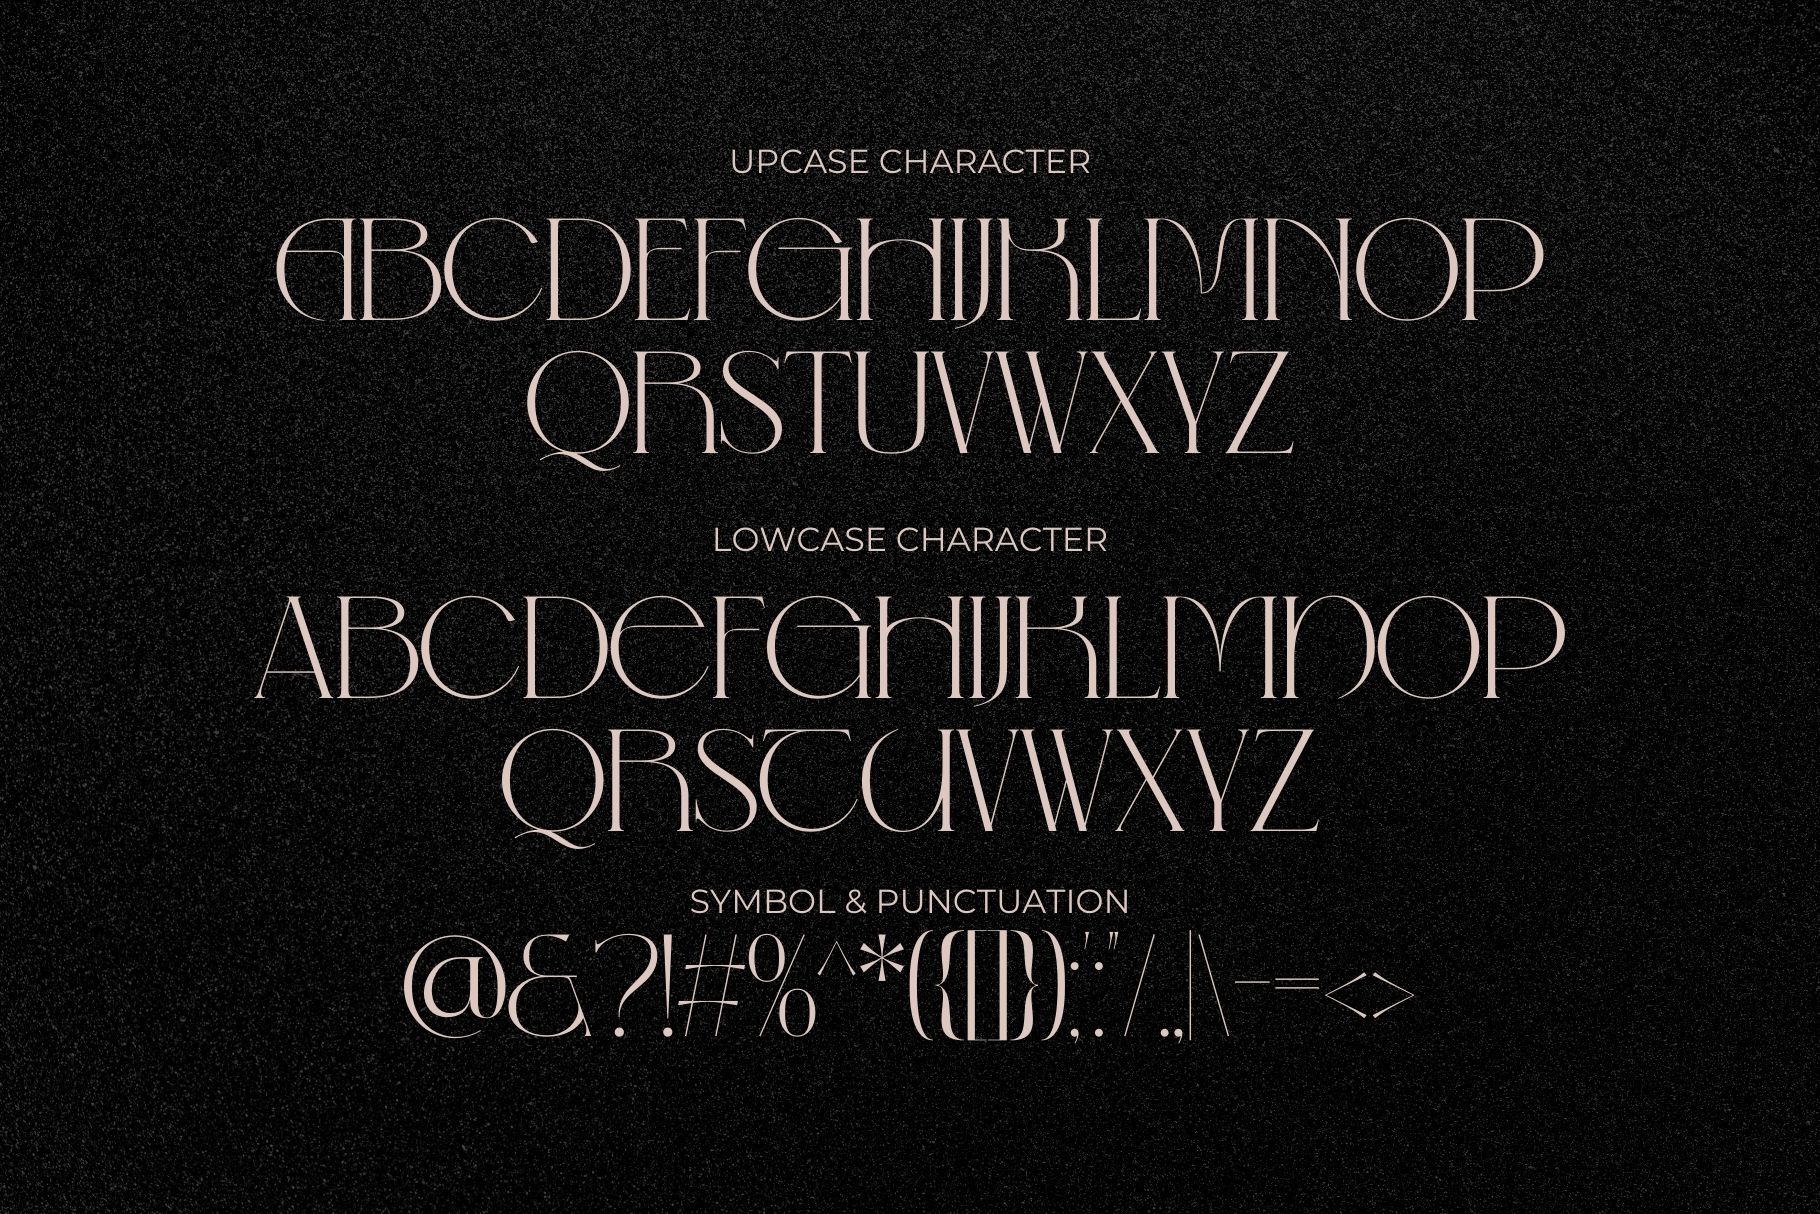 UPCASE CHARACTER
ABCDEFGHIJKLMNOP
QRSTUVWXYZ
LOWCASE CHARACTER
ABCDeFGHIJKLMnOP
QRSTUVWXYZ
SYMBOL & PUNCTUATION
@&?!#%^*({[]});:'"/.,|\-=<>